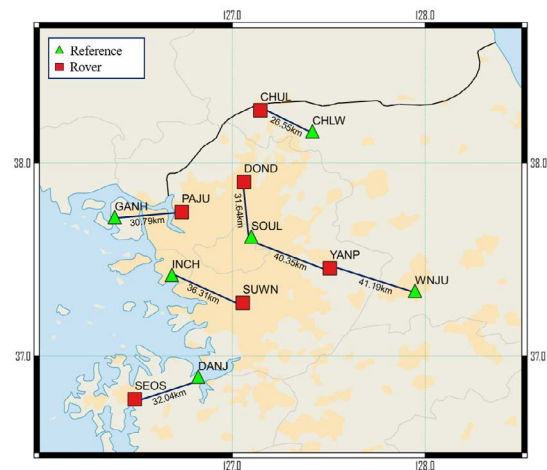 127.0
128.0
Reference
Rover
CHUL
26.55km
CHLW
38.0
38.0
DOND
31.64km
GANH
PAJU
30.79km
SOUL
40.35km
YANP
41.19km
WNJU
INCH
36.31km
SUWN
37.0
37.0
DANJ
SEOS
32.04km
127.0
128.0